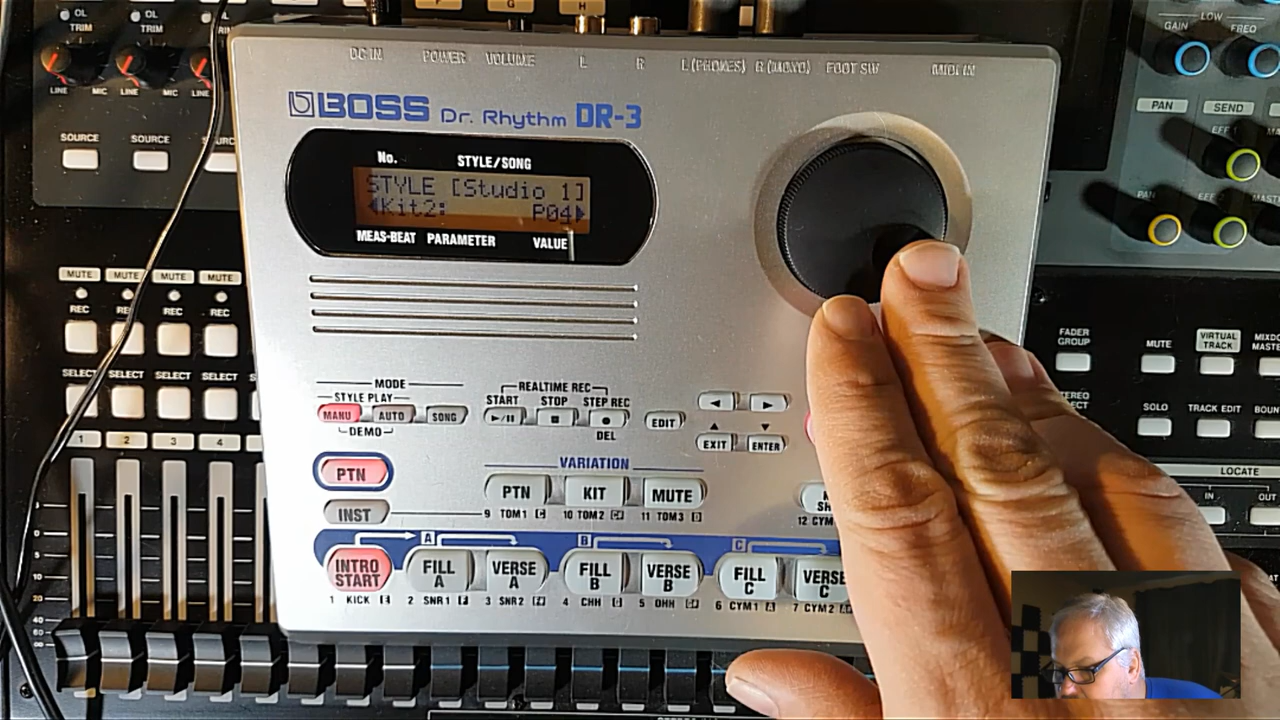 F G H
OL OL
TRIM TRIM
LINE MIC LINE MIC LINE
SOURCE SOURCE SOURCE
DC IN POWER VOLUME L R L(PHONES) R(MONO) FOOT SW MIDI IN
BOSS Dr. Rhythm DR-3
No. STYLE/SONG
STYLE [Studio 1]
Kit2: P04
MEAS-BEAT PARAMETER VALUE
LOW
GAIN FREQ
PAN SEND
PAN
MUTE MUTE MUTE MUTE
REC REC REC REC
SELECT SELECT SELECT SELECT
1 2 3 4
MODE
STYLE PLAY
MANU AUTO SONG
DEMO
REALTIME REC
START STOP STEP REC
DEL
EDIT
EXIT ENTER
PTN
INST
VARIATION
PTN KIT MUTE
9 TOM1 10 TOM2 11 TOM3 12 CYM
A B C
INTRO START FILL A VERSE A FILL B VERSE B FILL C VERSE C
1 KICK 2 SNR1 3 SNR2 4 CHH 5 OHH 6 CYM1 7 CYM2
FADER GROUP MUTE VIRTUAL TRACK
SOLO TRACK EDIT
LOCATE
IN OUT
0
10
20
40